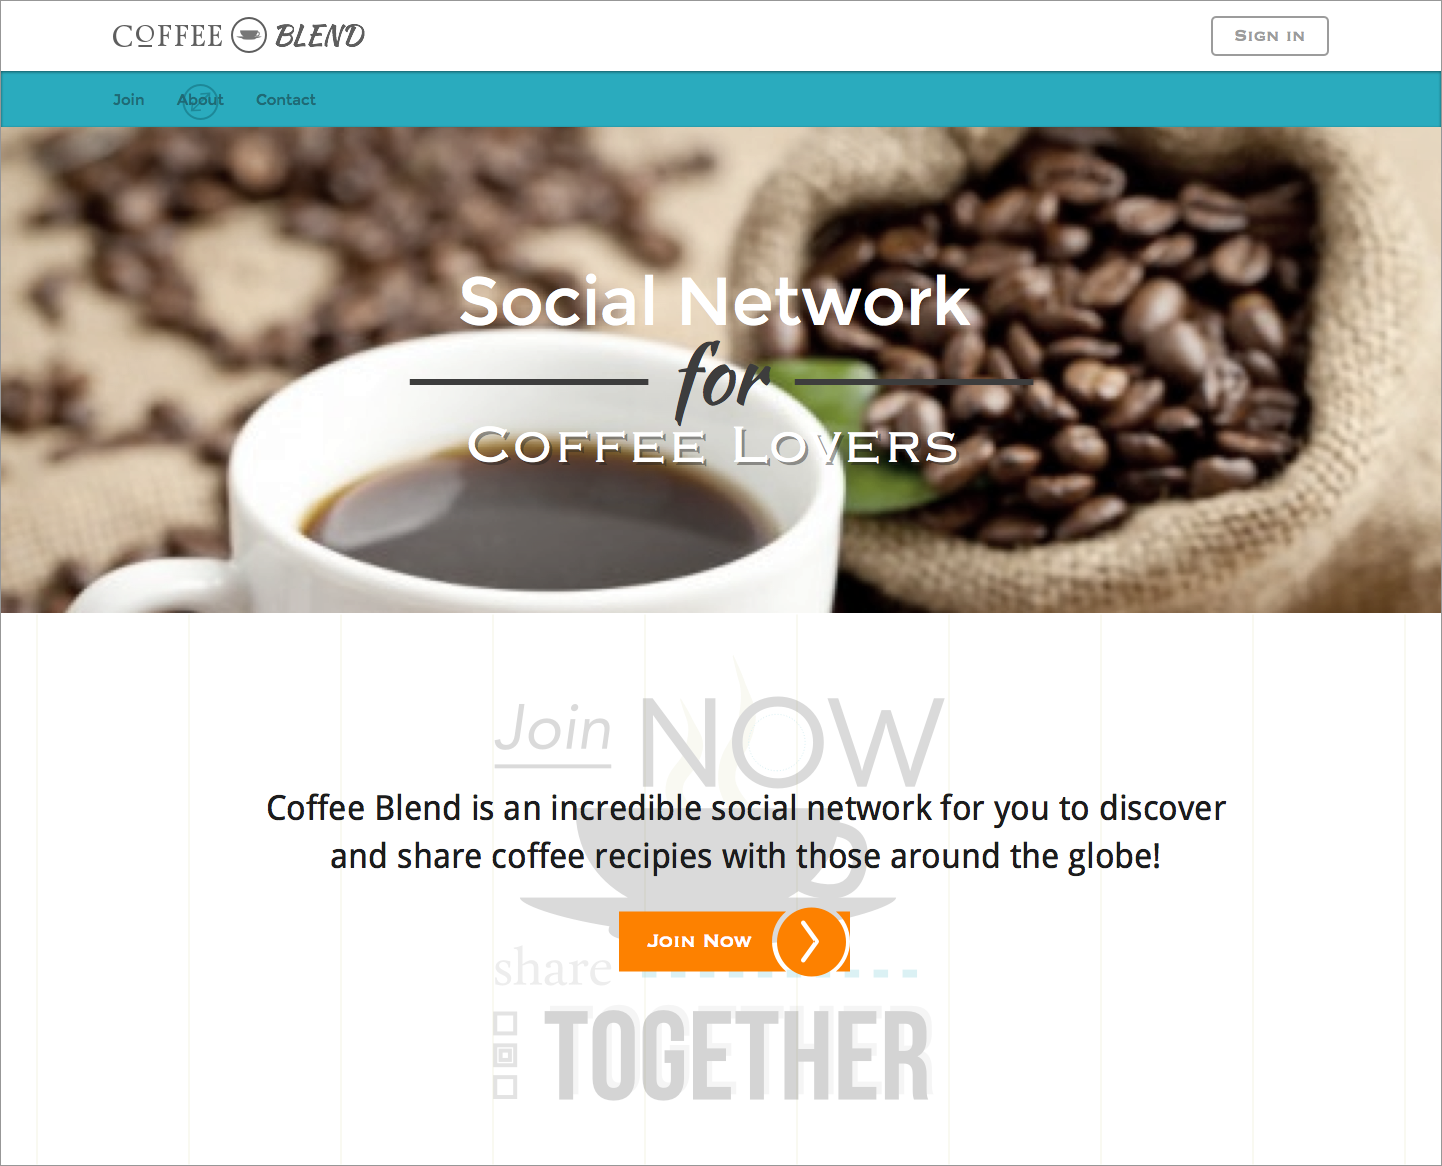 COFFEE BLEND
SIGN IN
Join About Contact
Social Network
for
COFFEE LOVERS
Join NOW
Coffee Blend is an incredible social network for you to discover
and share coffee recipies with those around the globe!
JOIN NOW
share
TOGETHER